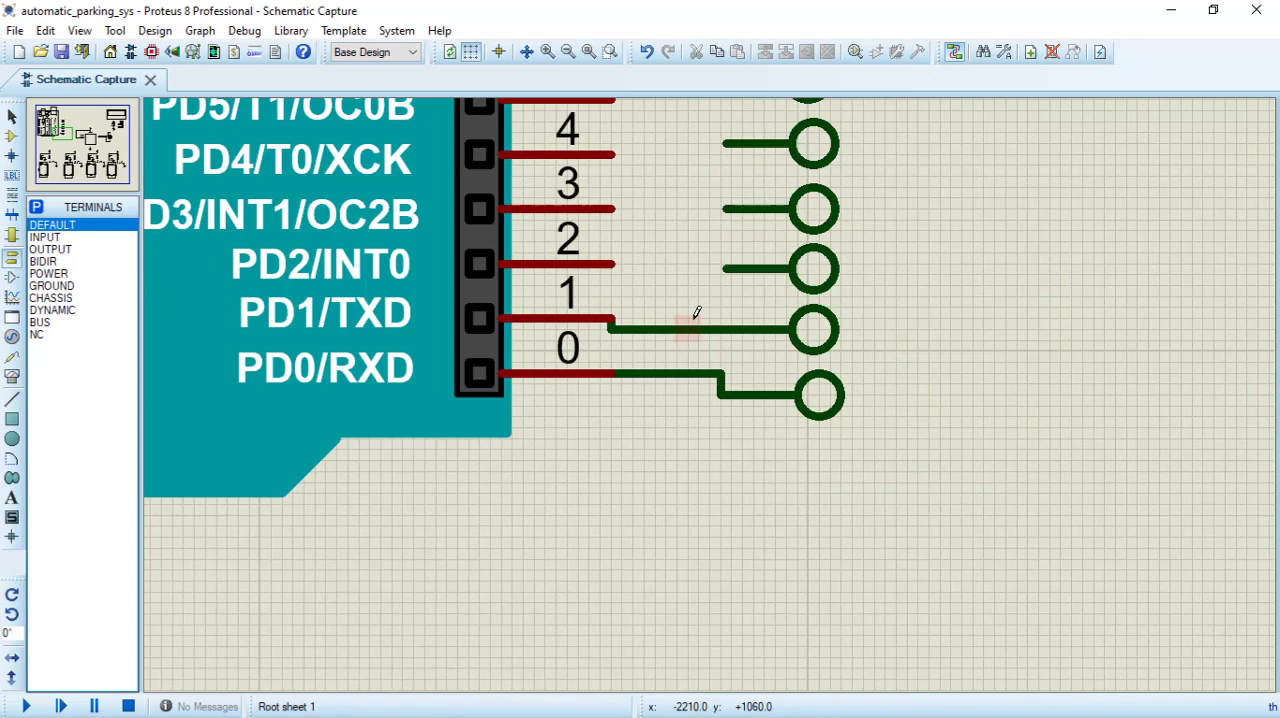 automatic_parking_sys - Proteus 8 Professional - Schematic Capture
File Edit View Tool Design Graph Debug Library Template System Help
Base Design
Schematic Capture
PD5/T1/OC0B
PD4/T0/XCK
D3/INT1/OC2B
PD2/INT0
PD1/TXD
PD0/RXD
4
3
2
1
0
LBL
P TERMINALS
DEFAULT
INPUT
OUTPUT
BIDIR
POWER
GROUND
CHASSIS
DYNAMIC
BUS
NC
A
S
0°
No Messages
Root sheet 1
x: -2210.0 y: +1060.0
th